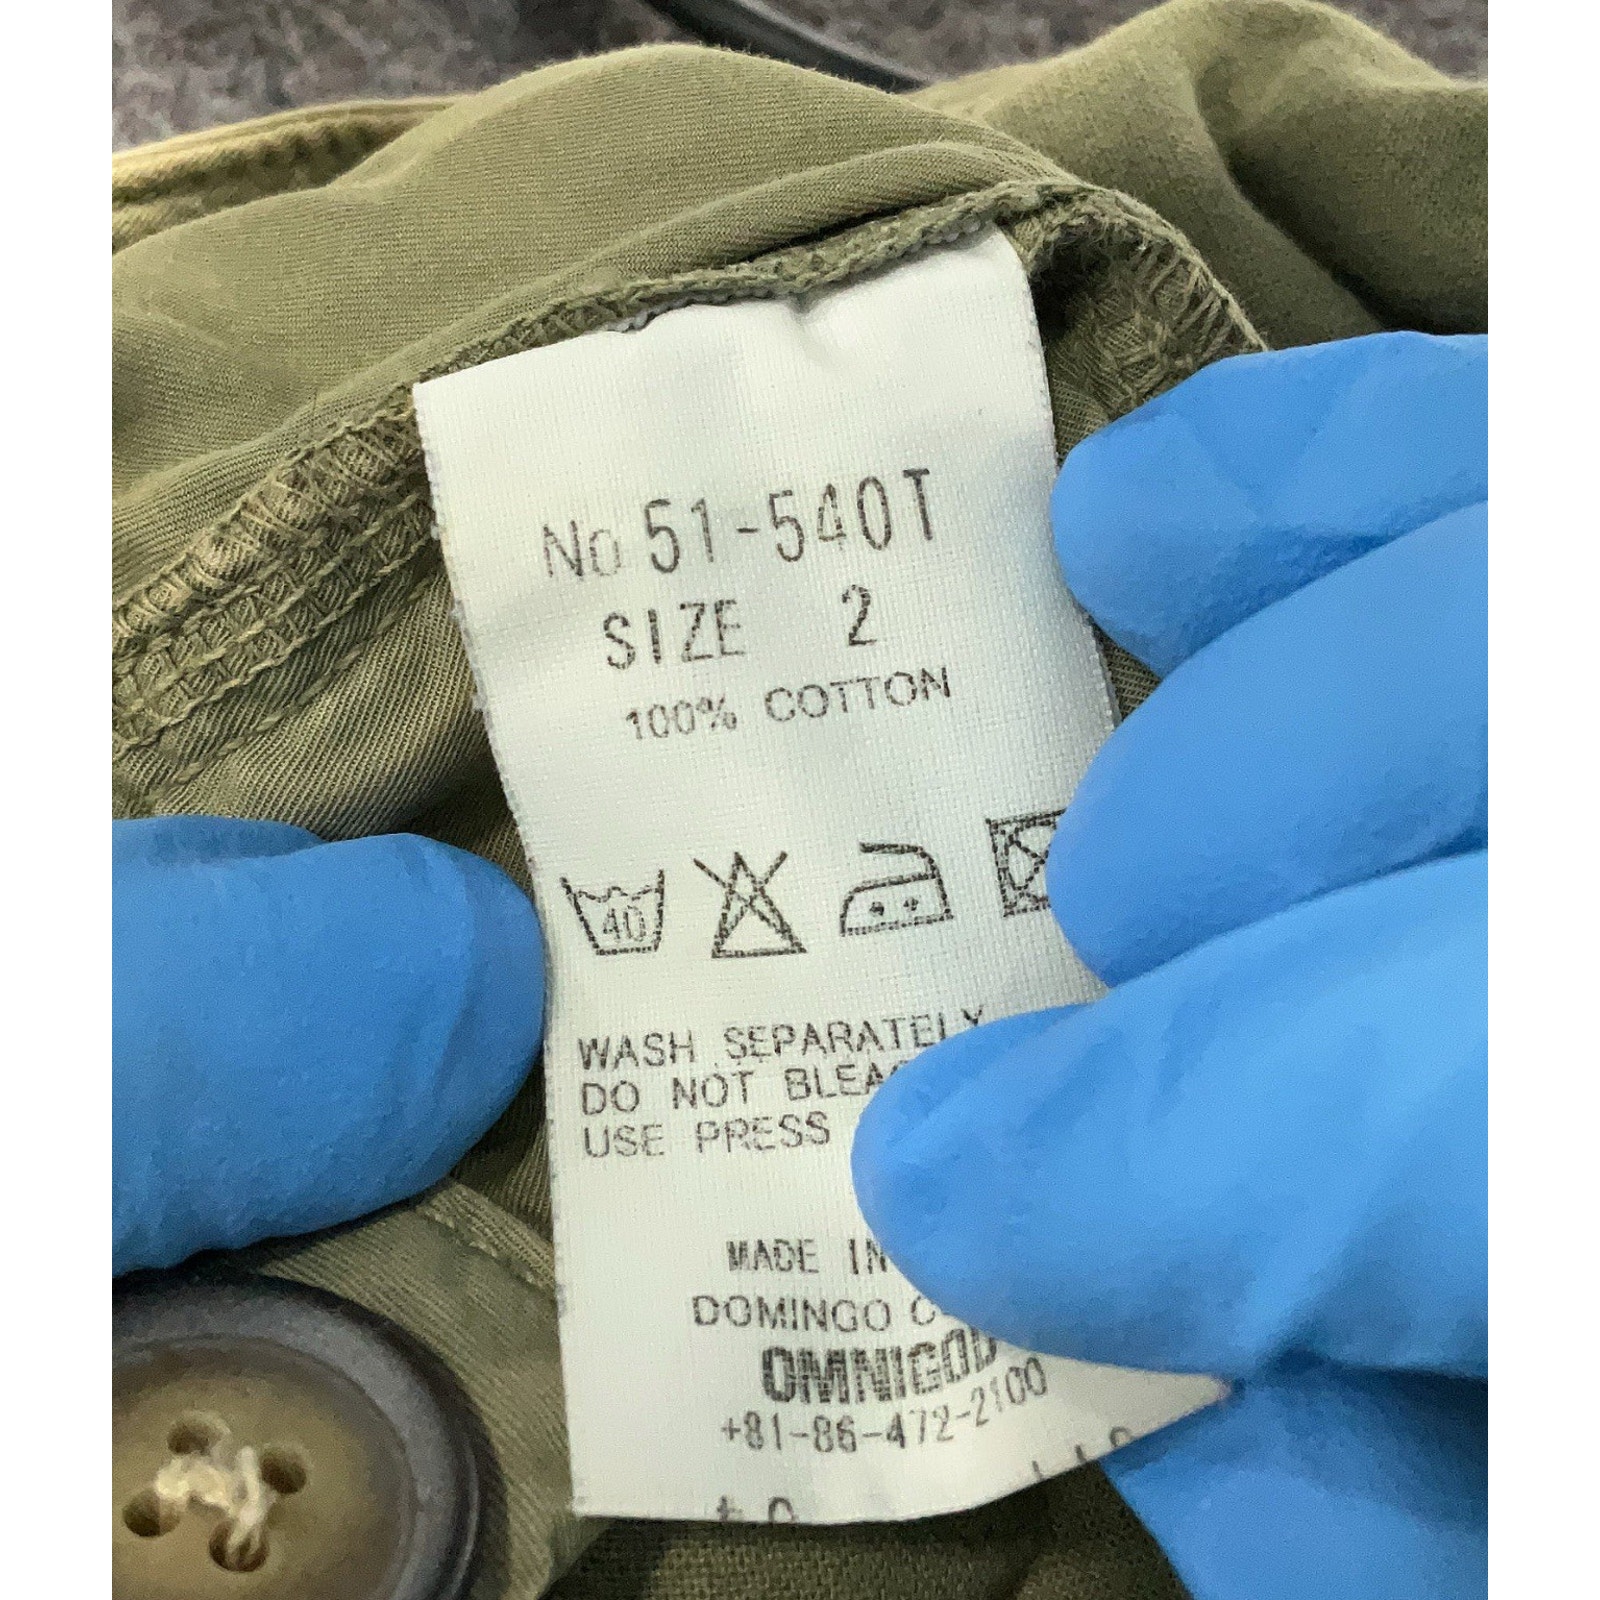 No 51-540T
SIZE 2
100% COTTON
40
WASH SEPARATELY
DO NOT
USE PRESS
MADE IN
DOMINGO
OMNIGOD
+81-86-472-2100